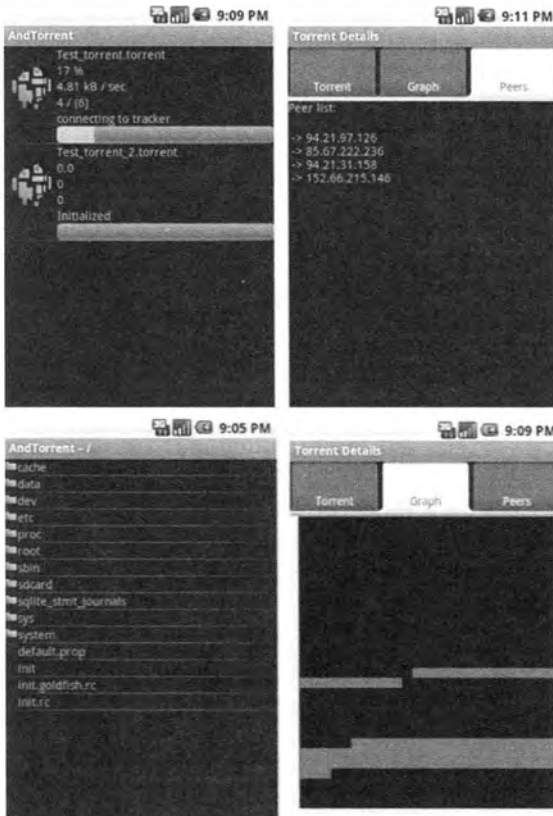 9:09 PM
AndTorrent
Test_torrent.torrent
17 %
4.81 kB / sec
4 / (6)
connecting to tracker
Test_torrent_2.torrent
0.0
0
0
Initialized
9:11 PM
Torrent Details
Torrent
Graph
Peers
Peer list:
-> 94.21.97.126
-> 85.67.222.236
-> 94.21.31.158
-> 152.66.215.146
9:05 PM
AndTorrent - /
cache
data
dev
etc
proc
root
sbin
sdcard
sqlite_stmt_journals
sys
system
default.prop
init
init.goldfish.rc
init.rc
9:09 PM
Torrent Details
Torrent
Graph
Peers